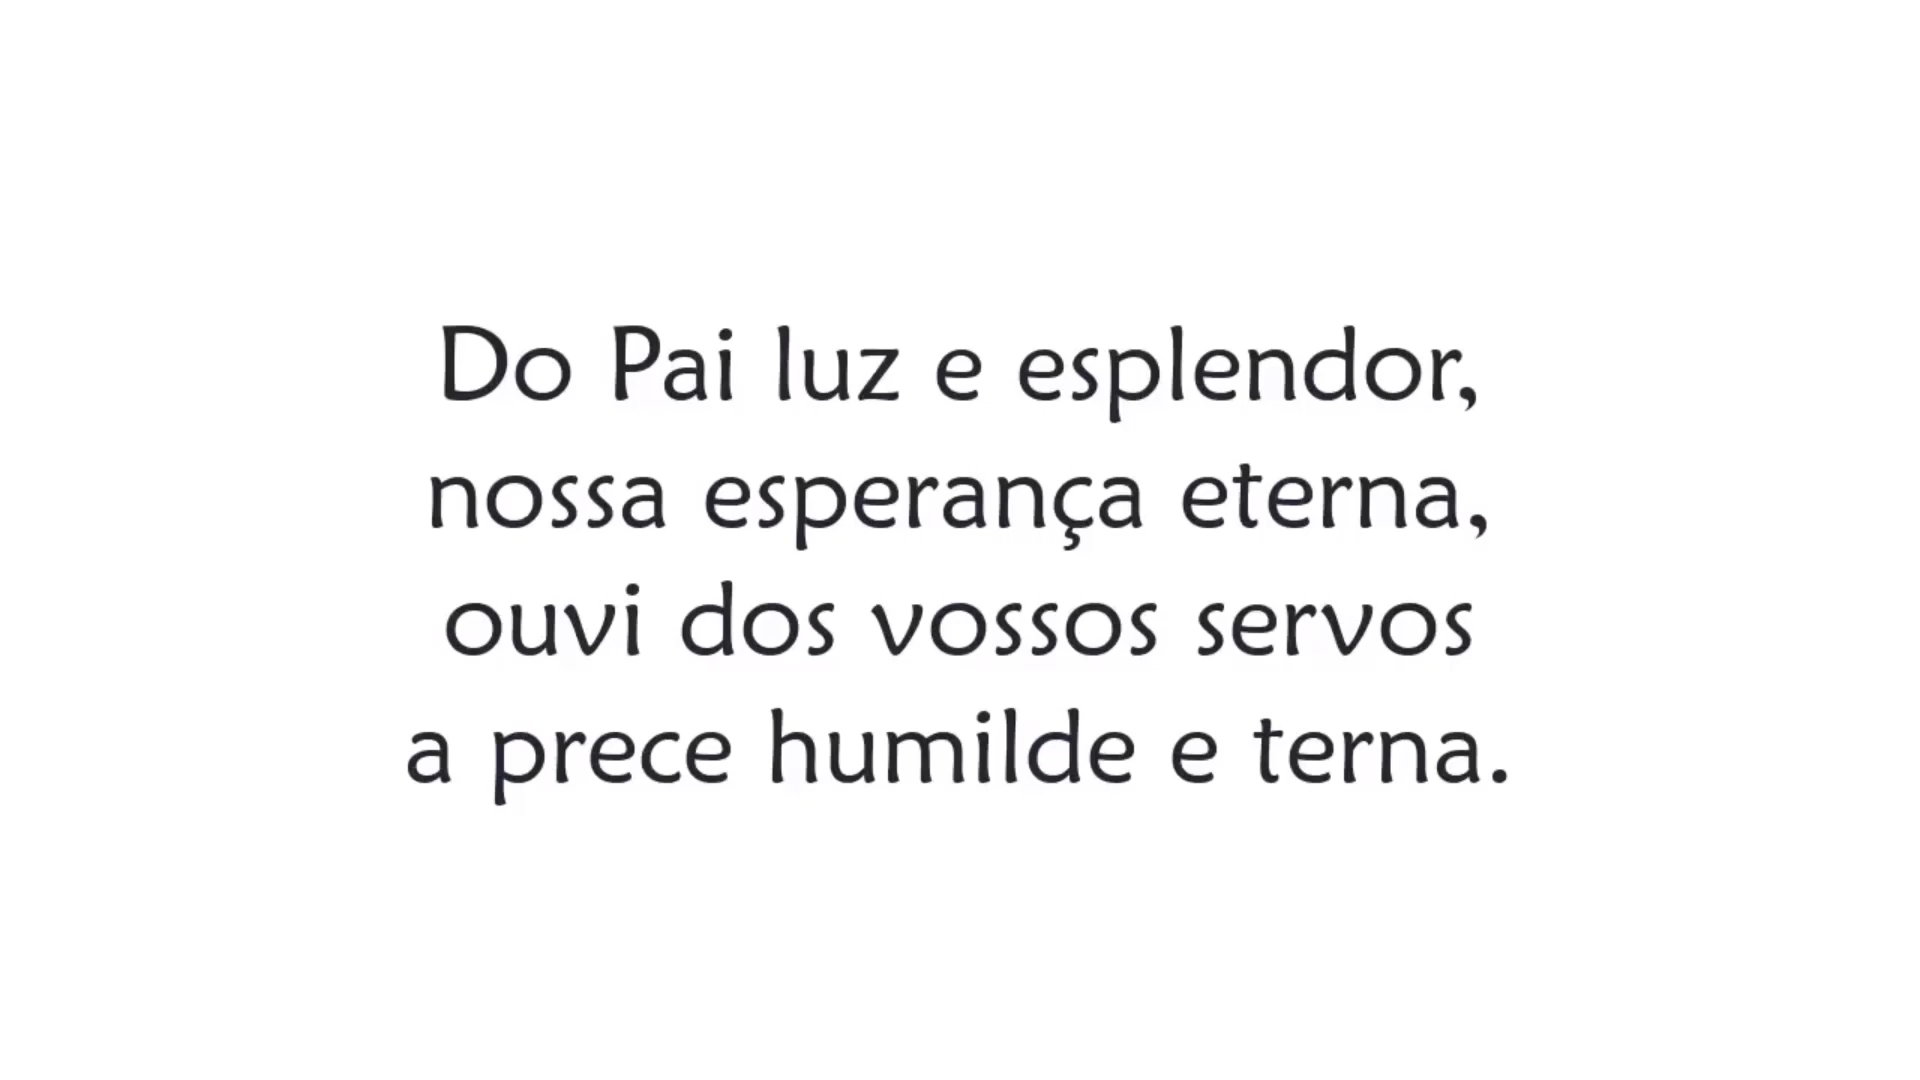 Do Pai luz e esplendor,
nossa esperança eterna,
ouvi dos vossos servos
a prece humilde e terna.